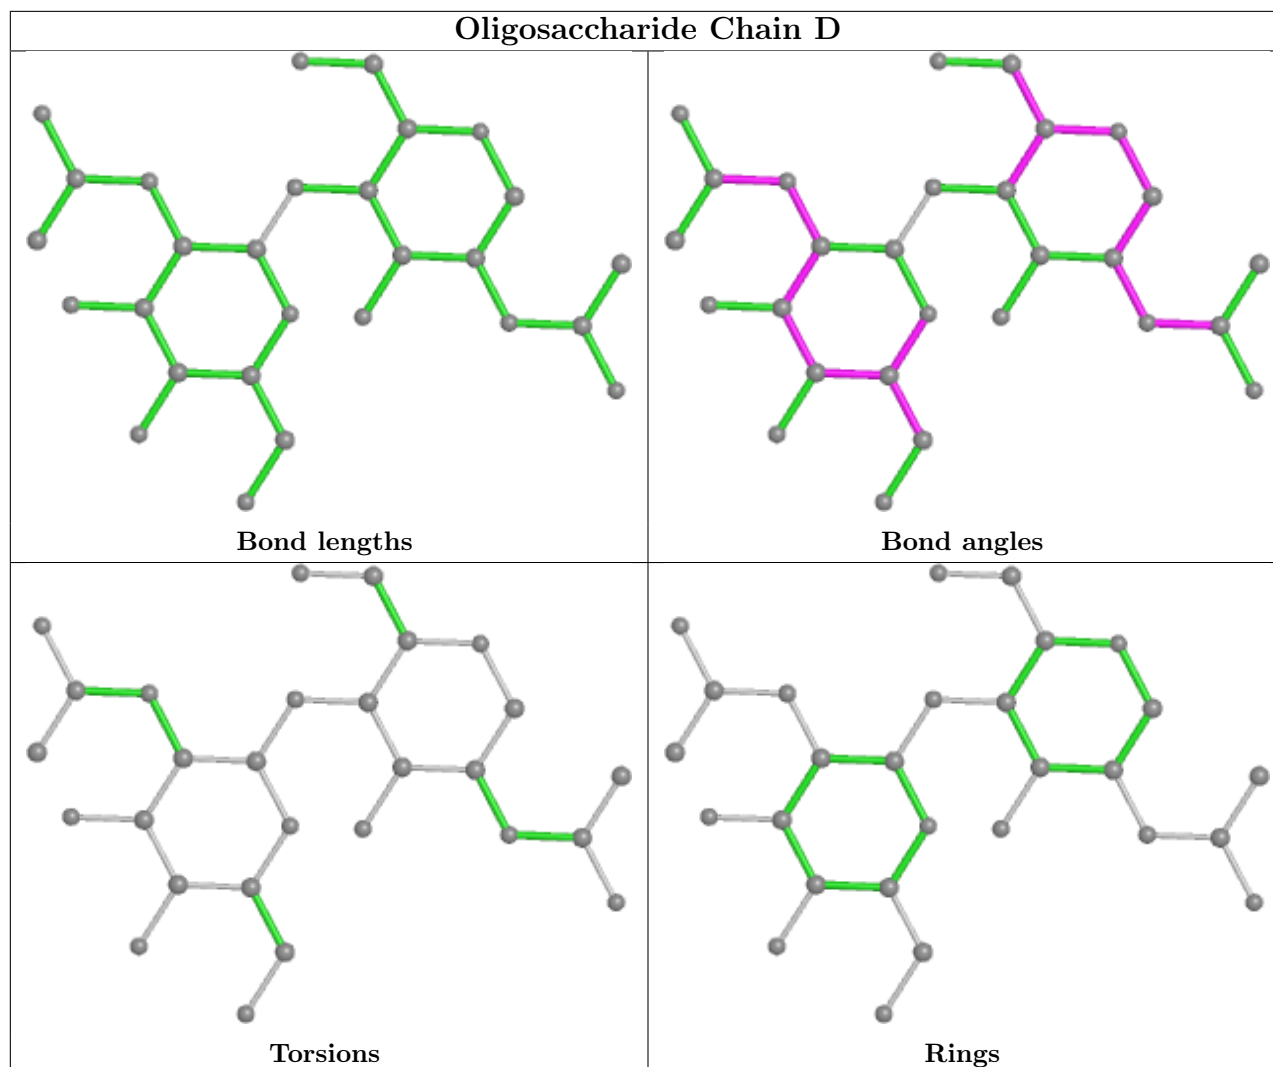 Oligosaccharide Chain D
Bond lengths
Bond angles
Torsions
Rings